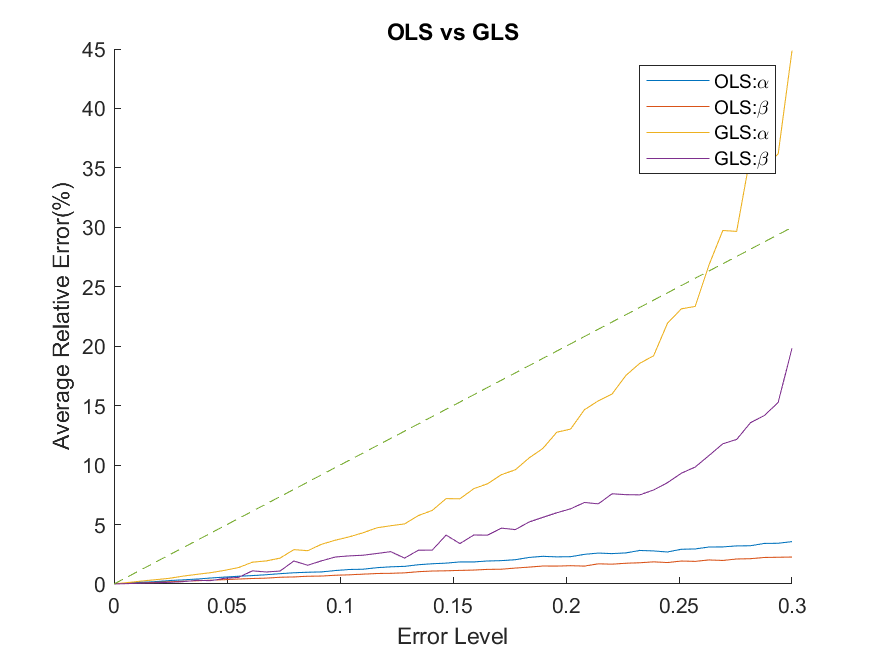 OLS vs GLS
45
40
35
30
25
20
15
10
5
0
Average Relative Error(%)
OLS:α
OLS:β
GLS:α
GLS:β
0 0.05 0.1 0.15 0.2 0.25 0.3
Error Level